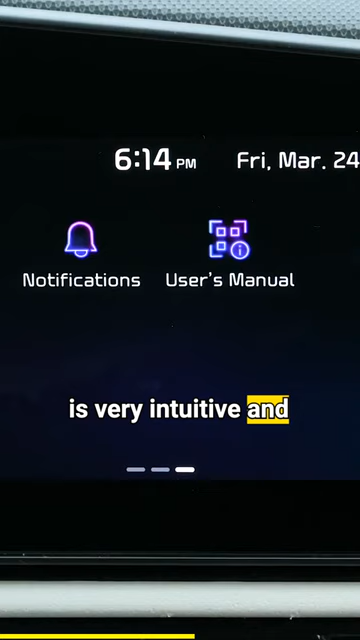 6:14 PM Fri, Mar. 24
Notifications User's Manual
is very intuitive and